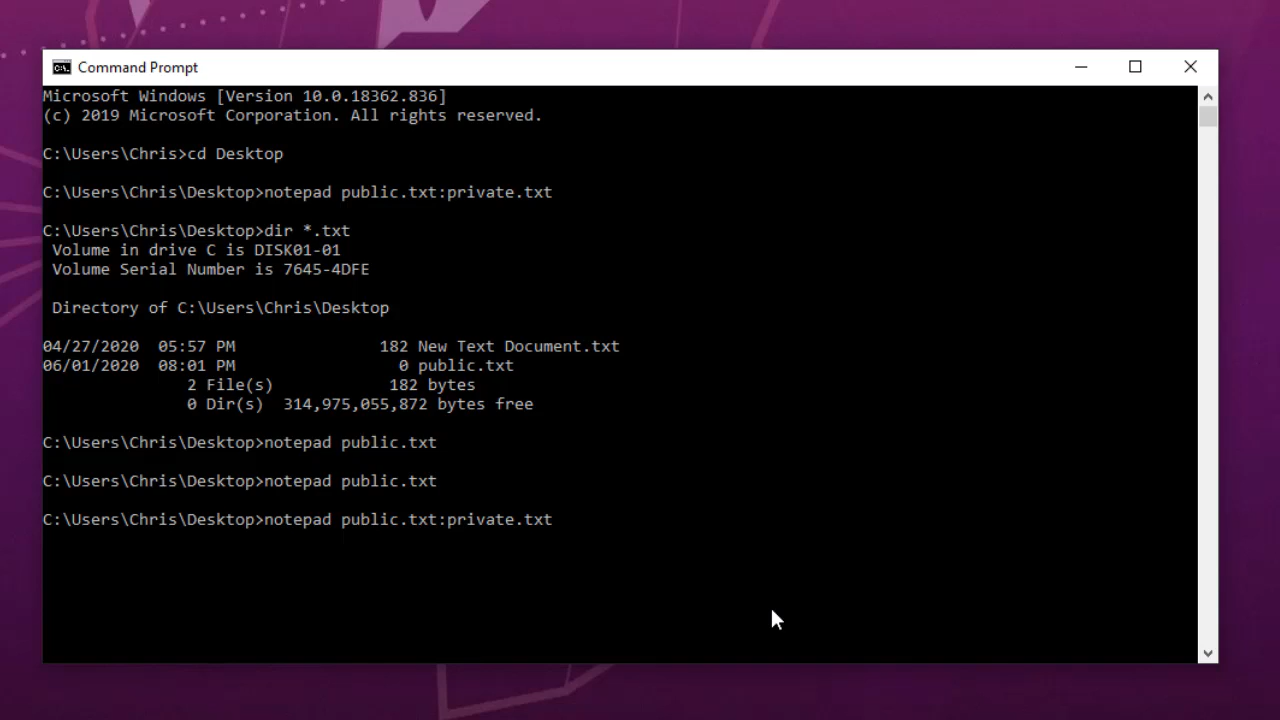 Command Prompt
Microsoft Windows [Version 10.0.18362.836]
(c) 2019 Microsoft Corporation. All rights reserved.
C:\Users\Chris>cd Desktop
C:\Users\Chris\Desktop>notepad public.txt:private.txt
C:\Users\Chris\Desktop>dir *.txt
Volume in drive C is DISK01-01
Volume Serial Number is 7645-4DFE
Directory of C:\Users\Chris\Desktop
04/27/2020  05:57 PM               182 New Text Document.txt
06/01/2020  08:01 PM                 0 public.txt
               2 File(s)            182 bytes
               0 Dir(s)  314,975,055,872 bytes free
C:\Users\Chris\Desktop>notepad public.txt
C:\Users\Chris\Desktop>notepad public.txt
C:\Users\Chris\Desktop>notepad public.txt:private.txt